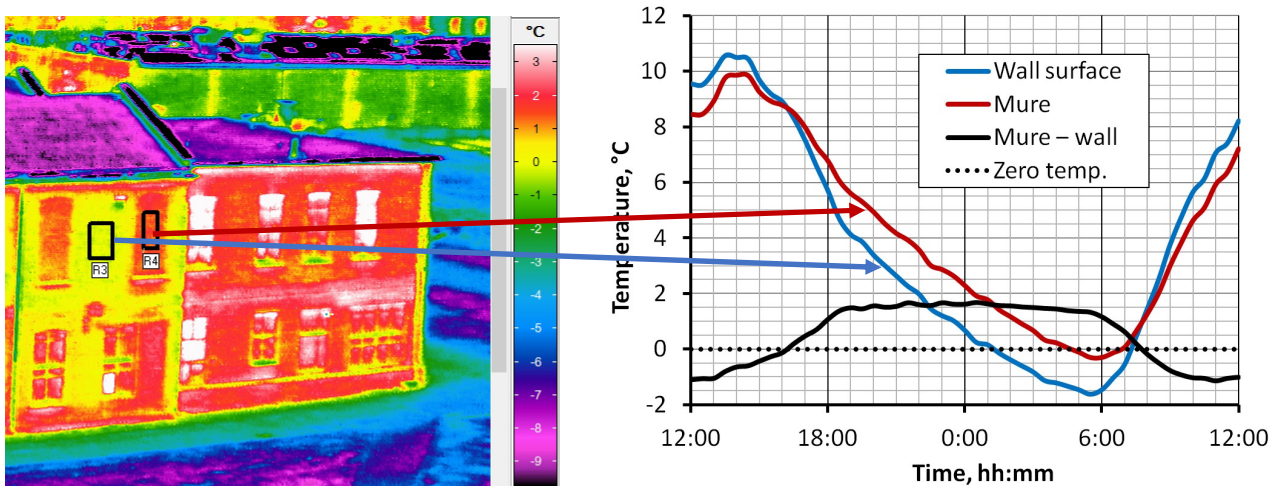 °C
3
2
1
0
-1
-2
-3
-4
-5
-6
-7
-8
-9
R3
R4
Temperature, °C
12
10
8
6
4
2
0
-2
Wall surface
Mure
Mure – wall
Zero temp.
12:00 18:00 0:00 6:00 12:00
Time, hh:mm